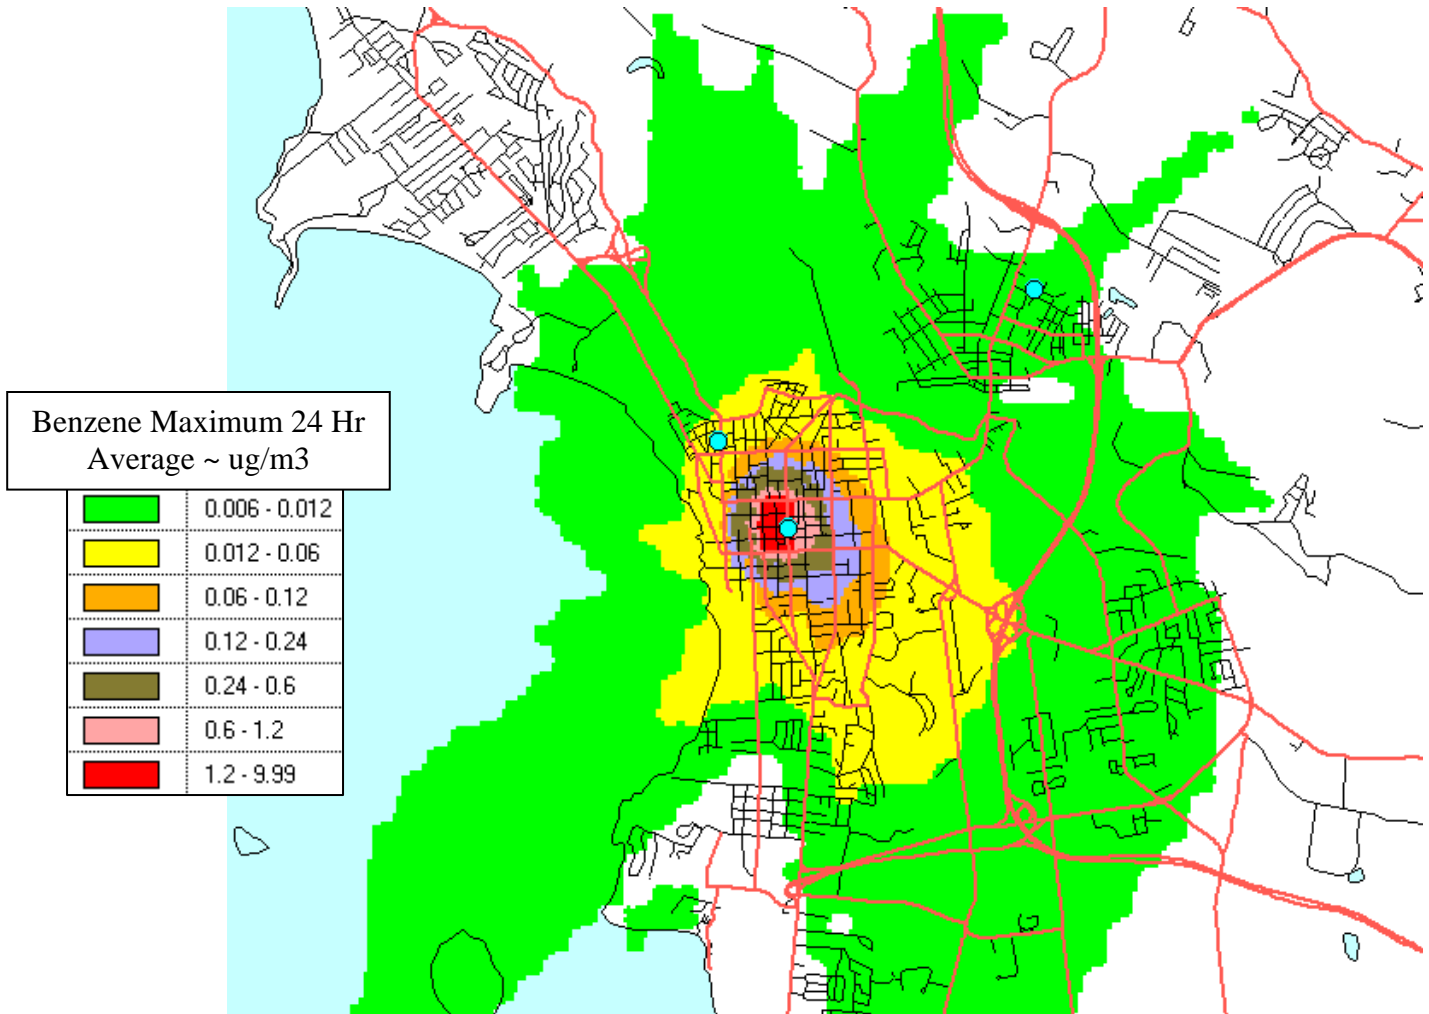 Benzene Maximum 24 Hr
Average ~ ug/m3
0.006 - 0.012
0.012 - 0.06
0.06 - 0.12
0.12 - 0.24
0.24 - 0.6
0.6 - 1.2
1.2 - 9.99